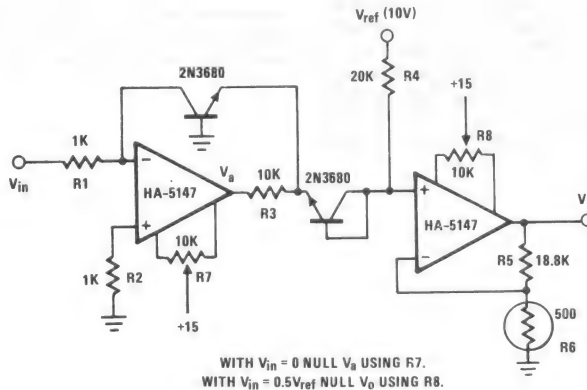 Vref (10V)
2N3680
20K R4
+15
R8
10K
1K
Vin
R1
−
HA-5147
+
Va
10K
R3
2N3680
+
HA-5147
−
V
10K
R7
1K R2
+15
R5 18.8K
500
R6
WITH Vin = 0 NULL Va USING R7.
WITH Vin = 0.5Vref NULL Vo USING R8.